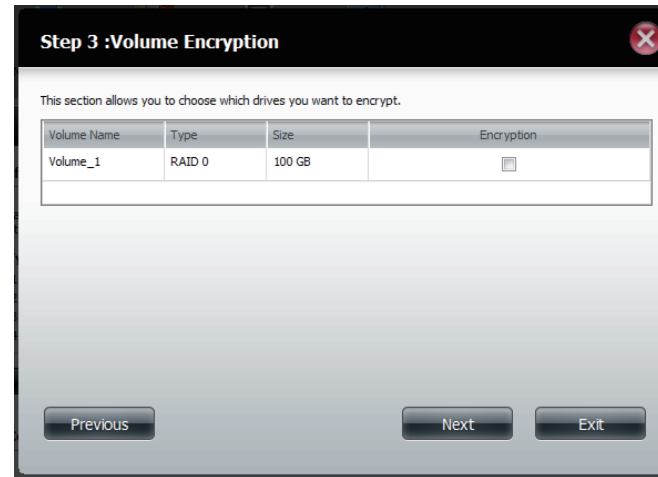 Step 3 :Volume Encryption
This section allows you to choose which drives you want to encrypt.
Volume Name Type Size Encryption
Volume_1 RAID 0 100 GB
Previous Next Exit